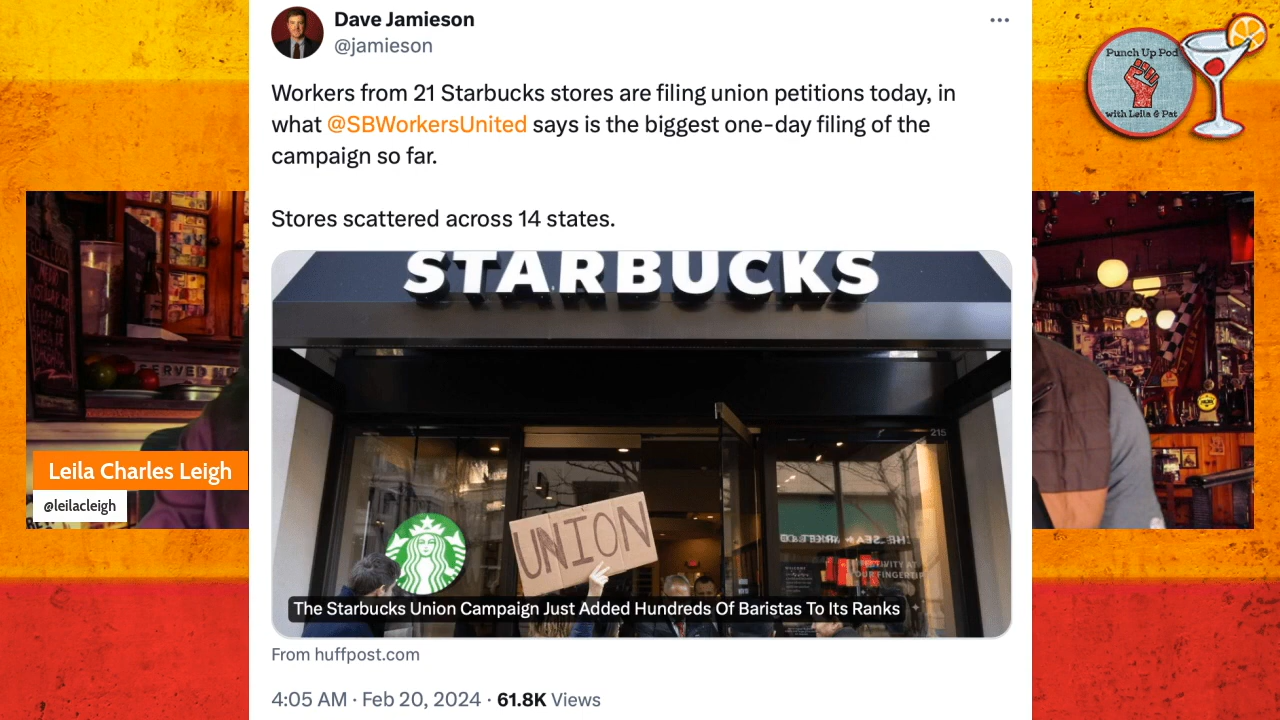 Dave Jamieson
@jamieson
Workers from 21 Starbucks stores are filing union petitions today, in
what @SBWorkersUnited says is the biggest one-day filing of the
campaign so far.
Stores scattered across 14 states.
STARBUCKS
215
UNION
The Starbucks Union Campaign Just Added Hundreds Of Baristas To Its Ranks
From huffpost.com
4:05 AM · Feb 20, 2024 · 61.8K Views
Punch Up Pod
with Leila & Pat
Leila Charles Leigh
@leilacleigh
GUINNESS